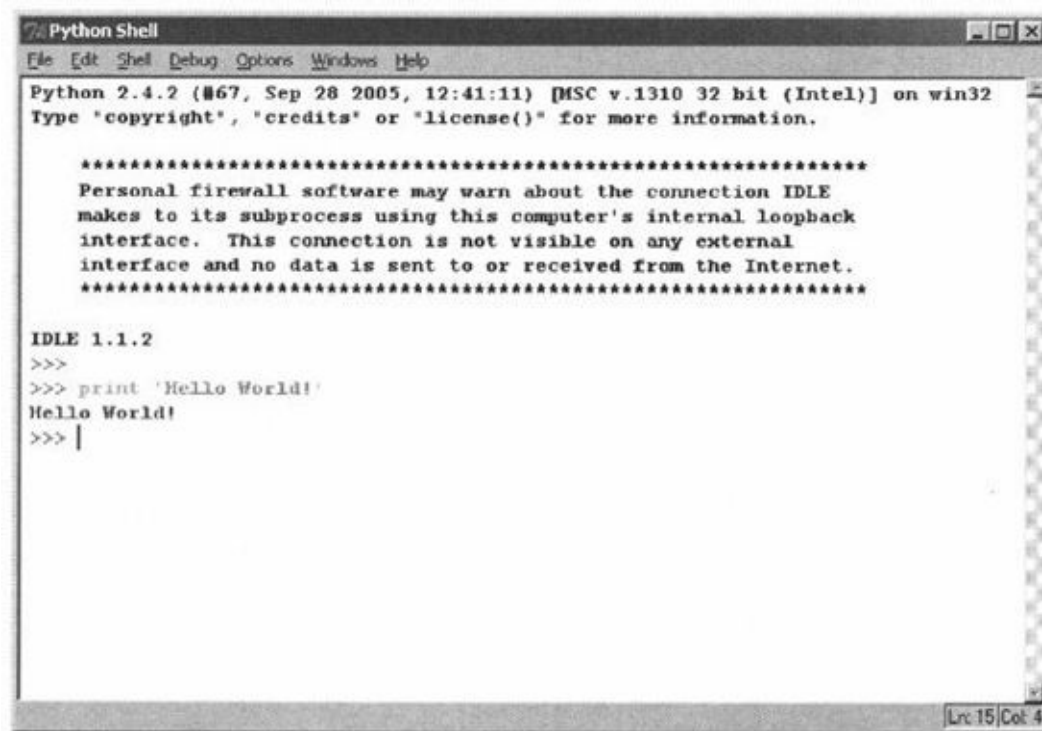 Python Shell
File Edit Shell Debug Options Windows Help
Python 2.4.2 (#67, Sep 28 2005, 12:41:11) [MSC v.1310 32 bit (Intel)] on win32
Type "copyright", "credits" or "license()" for more information.
****************************************************************
Personal firewall software may warn about the connection IDLE
makes to its subprocess using this computer's internal loopback
interface.  This connection is not visible on any external
interface and no data is sent to or received from the Internet.
****************************************************************
IDLE 1.1.2
>>>
>>> print 'Hello World!'
Hello World!
>>>
Ln: 15 Col: 4